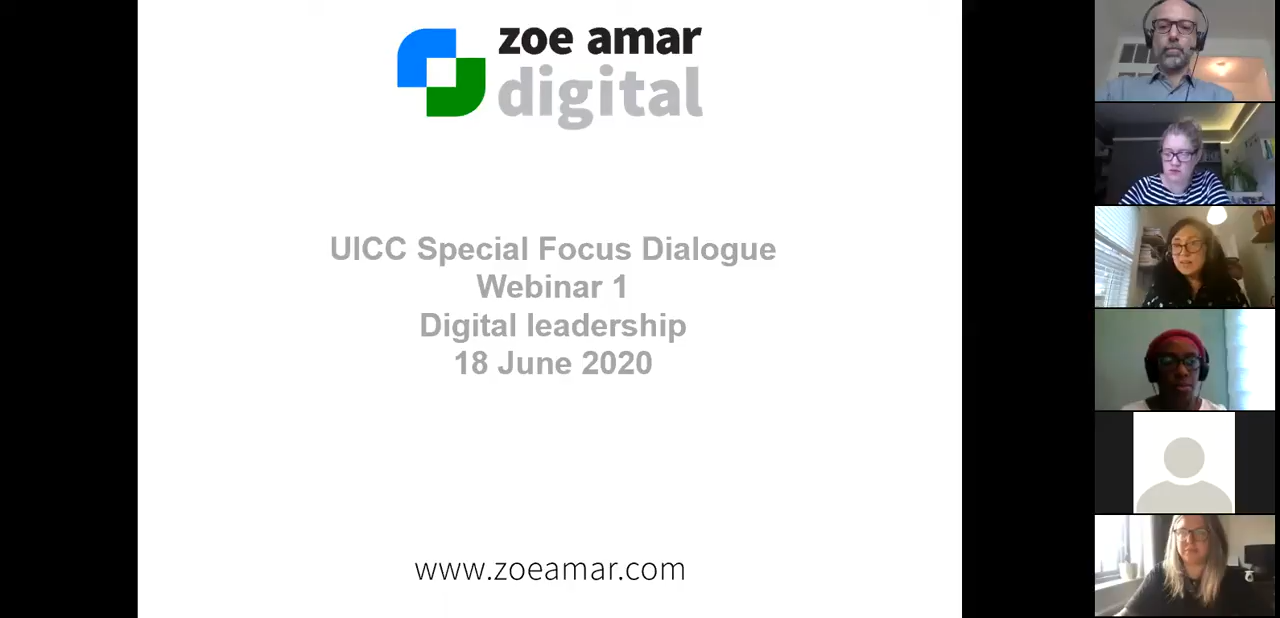 zoe amar
digital
UICC Special Focus Dialogue
Webinar 1
Digital leadership
18 June 2020
www.zoeamar.com